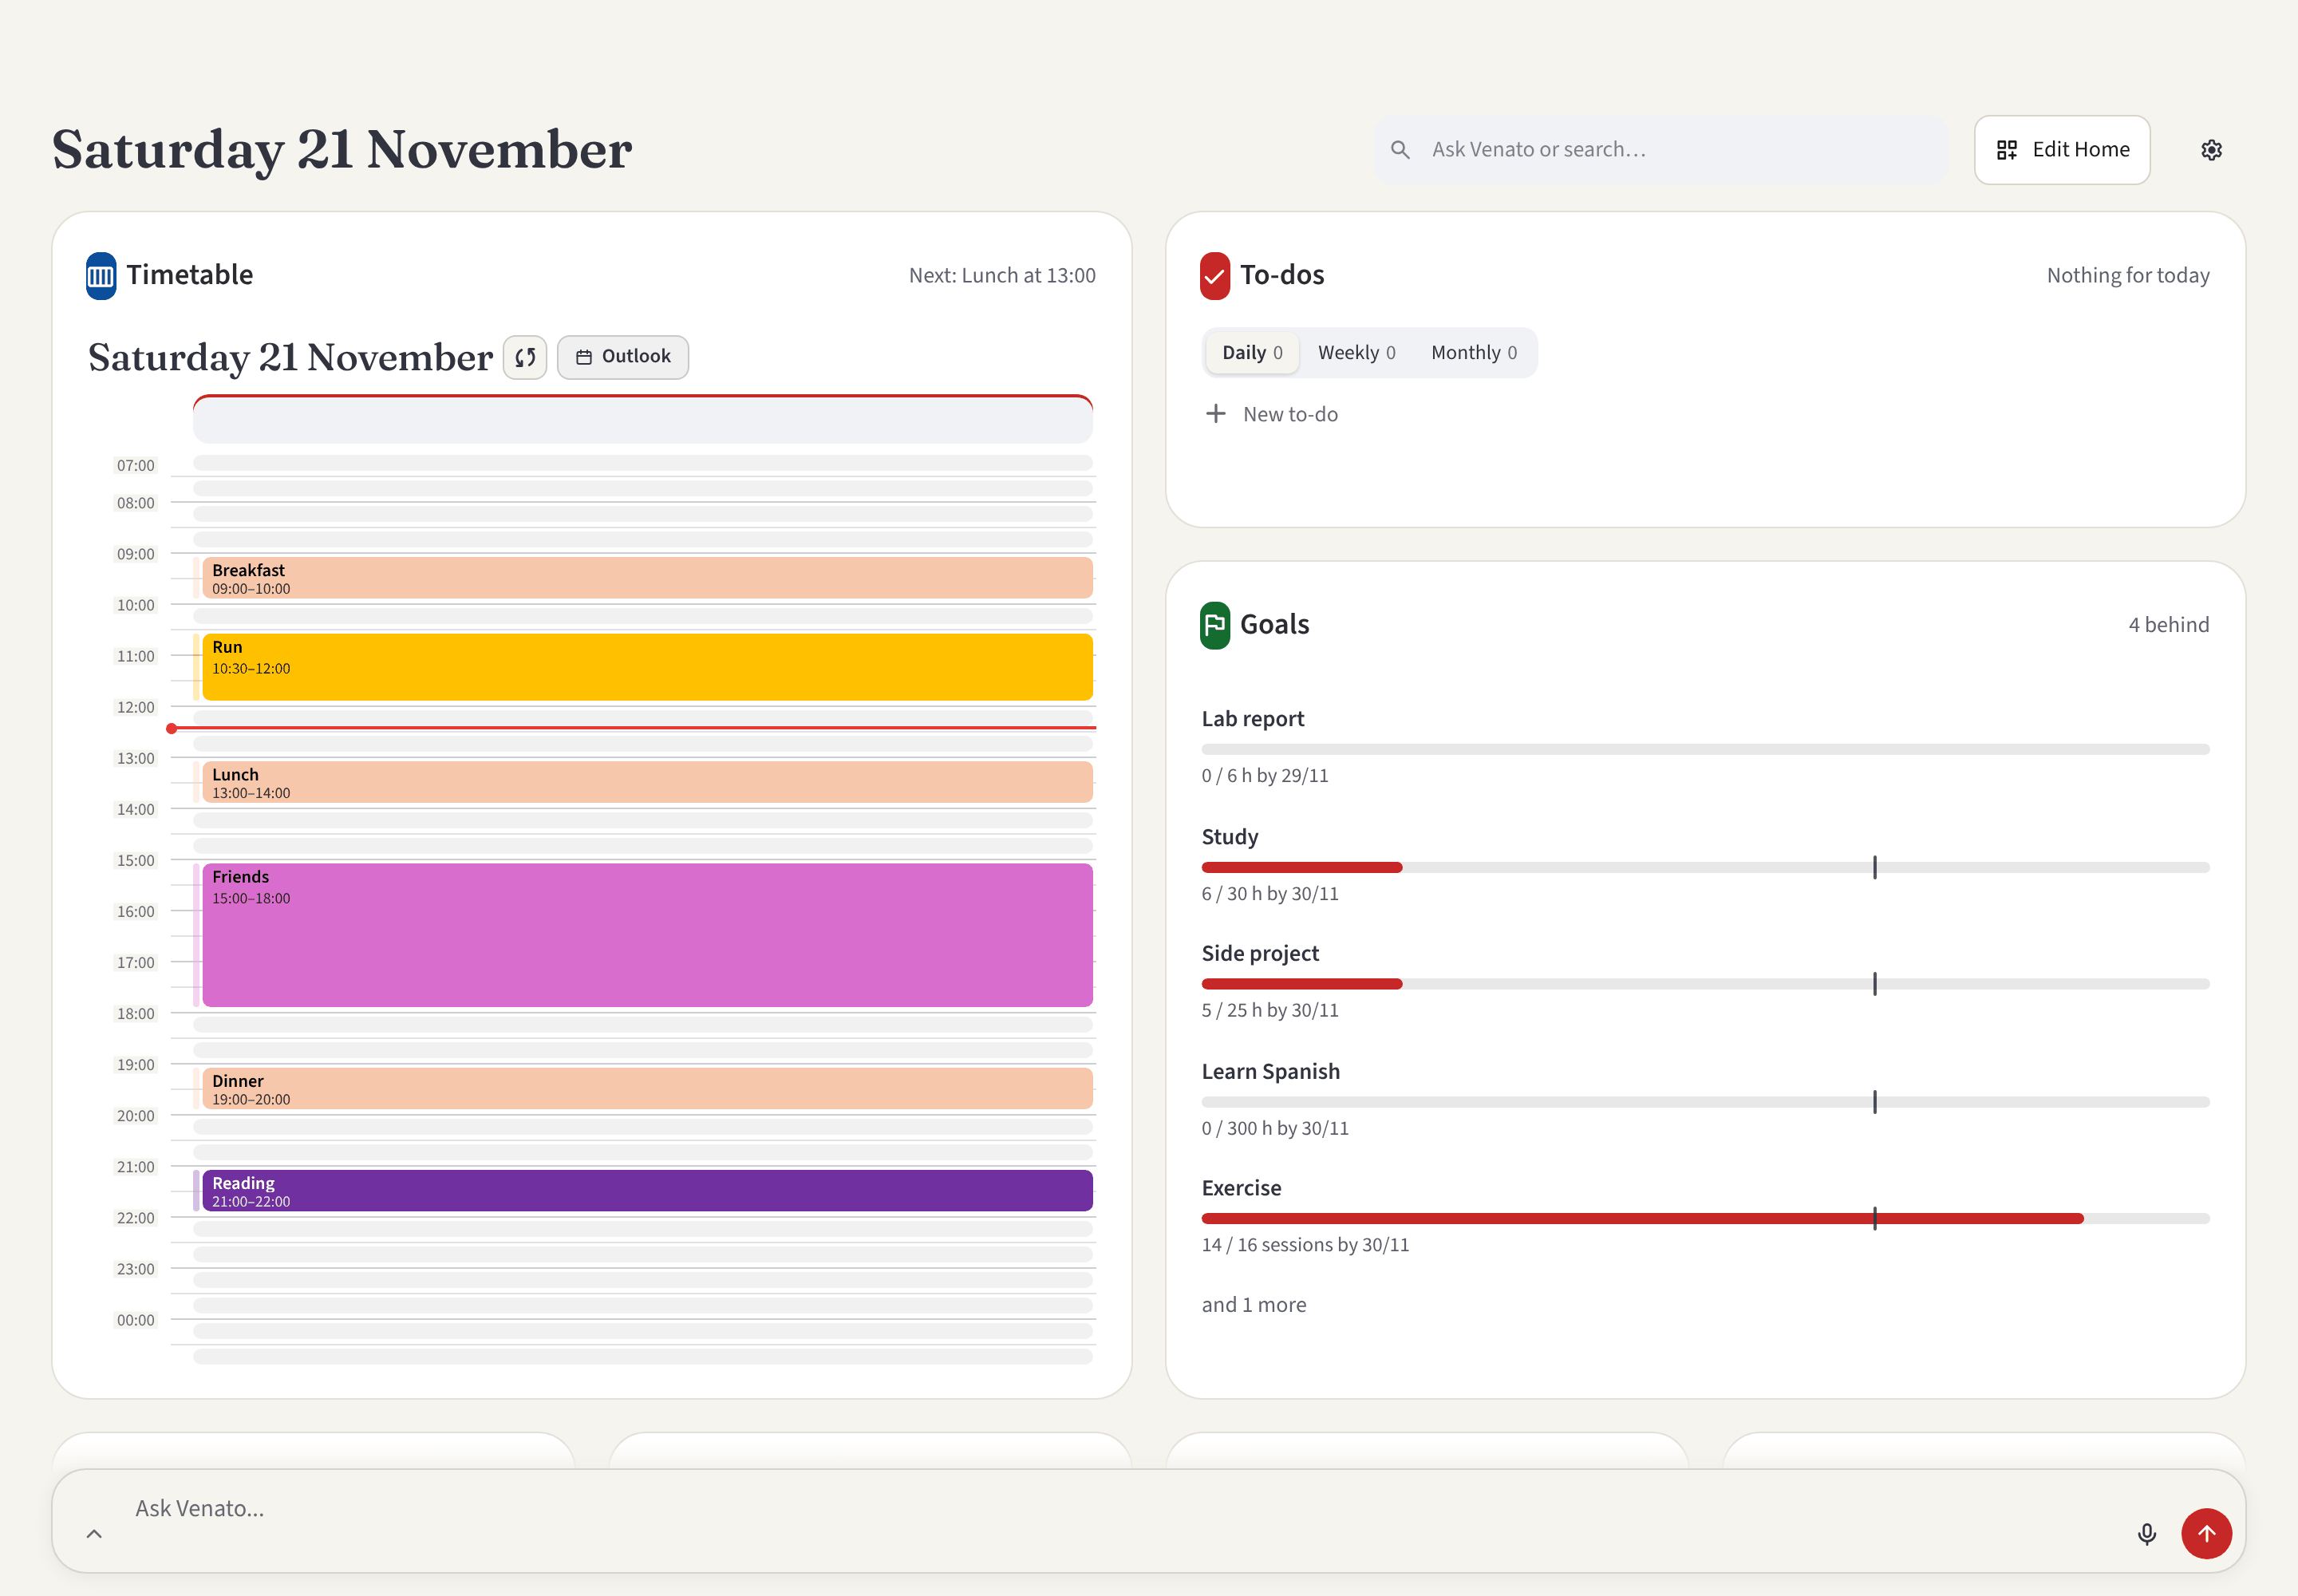 Saturday 21 November
Ask Venato or search…
Edit Home
Timetable
Next: Lunch at 13:00
Saturday 21 November
Outlook
07:00
08:00
09:00
Breakfast
09:00–10:00
10:00
Run
10:30–12:00
11:00
12:00
13:00
Lunch
13:00–14:00
14:00
15:00
Friends
15:00–18:00
16:00
17:00
18:00
19:00
Dinner
19:00–20:00
20:00
21:00
Reading
21:00–22:00
22:00
23:00
00:00
To-dos
Nothing for today
Daily 0
Weekly 0
Monthly 0
New to-do
Goals
4 behind
Lab report
0 / 6 h by 29/11
Study
6 / 30 h by 30/11
Side project
5 / 25 h by 30/11
Learn Spanish
0 / 300 h by 30/11
Exercise
14 / 16 sessions by 30/11
and 1 more
Ask Venato...